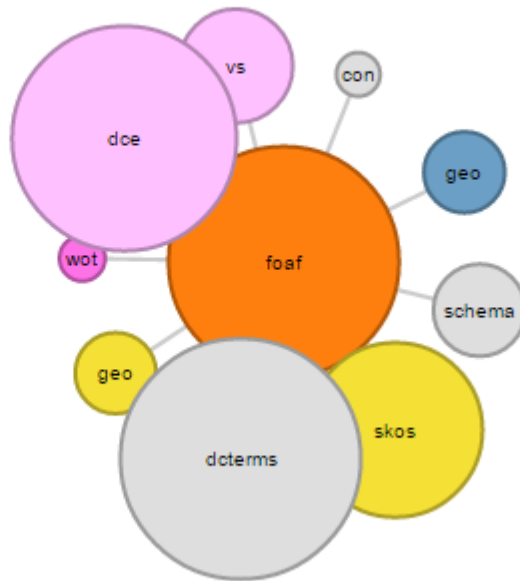 vs
con
dce
geo
wot
foaf
schema
geo
skos
dcterms